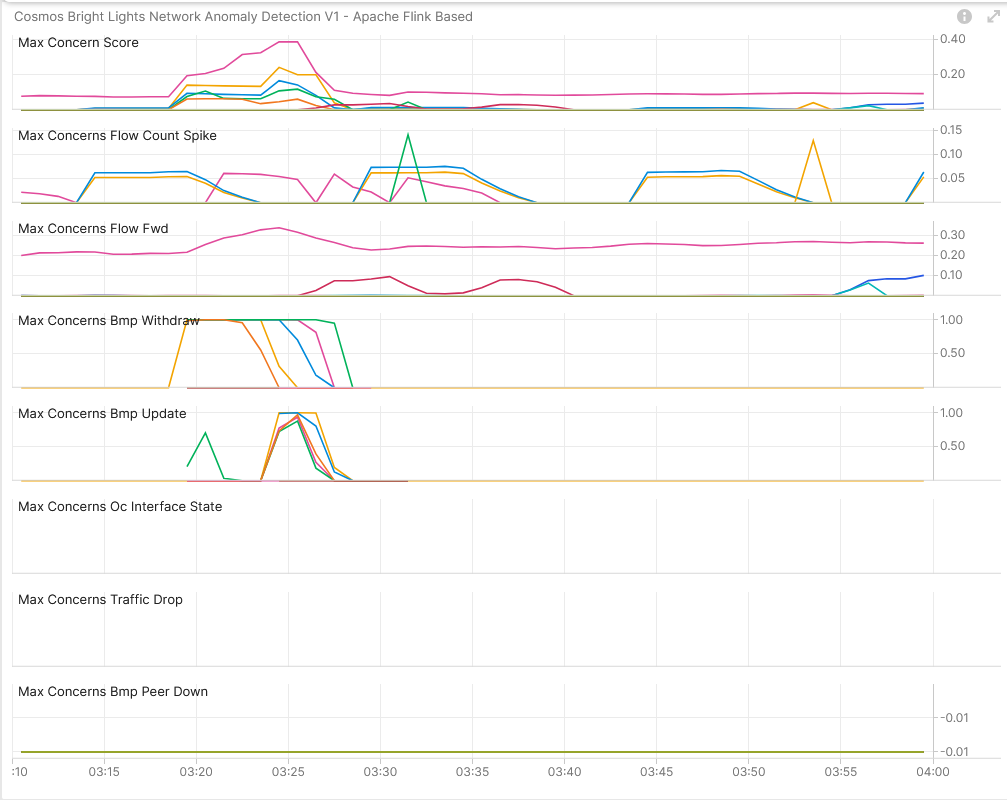 Cosmos Bright Lights Network Anomaly Detection V1 - Apache Flink Based
Max Concern Score
0.40
0.20
Max Concerns Flow Count Spike
0.15
0.10
0.05
Max Concerns Flow Fwd
0.30
0.20
0.10
Max Concerns Bmp Withdraw
1.00
0.50
Max Concerns Bmp Update
1.00
0.50
Max Concerns Oc Interface State
Max Concerns Traffic Drop
Max Concerns Bmp Peer Down
-0.01
-0.01
:10 03:15 03:20 03:25 03:30 03:35 03:40 03:45 03:50 03:55 04:00